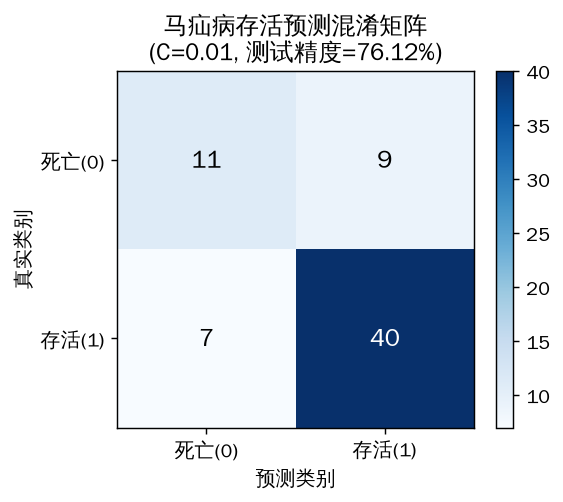 马疝病存活预测混淆矩阵
(C=0.01, 测试精度=76.12%)
真实类别
死亡(0)
11
9
存活(1)
7
40
死亡(0)
存活(1)
预测类别
40
35
30
25
20
15
10